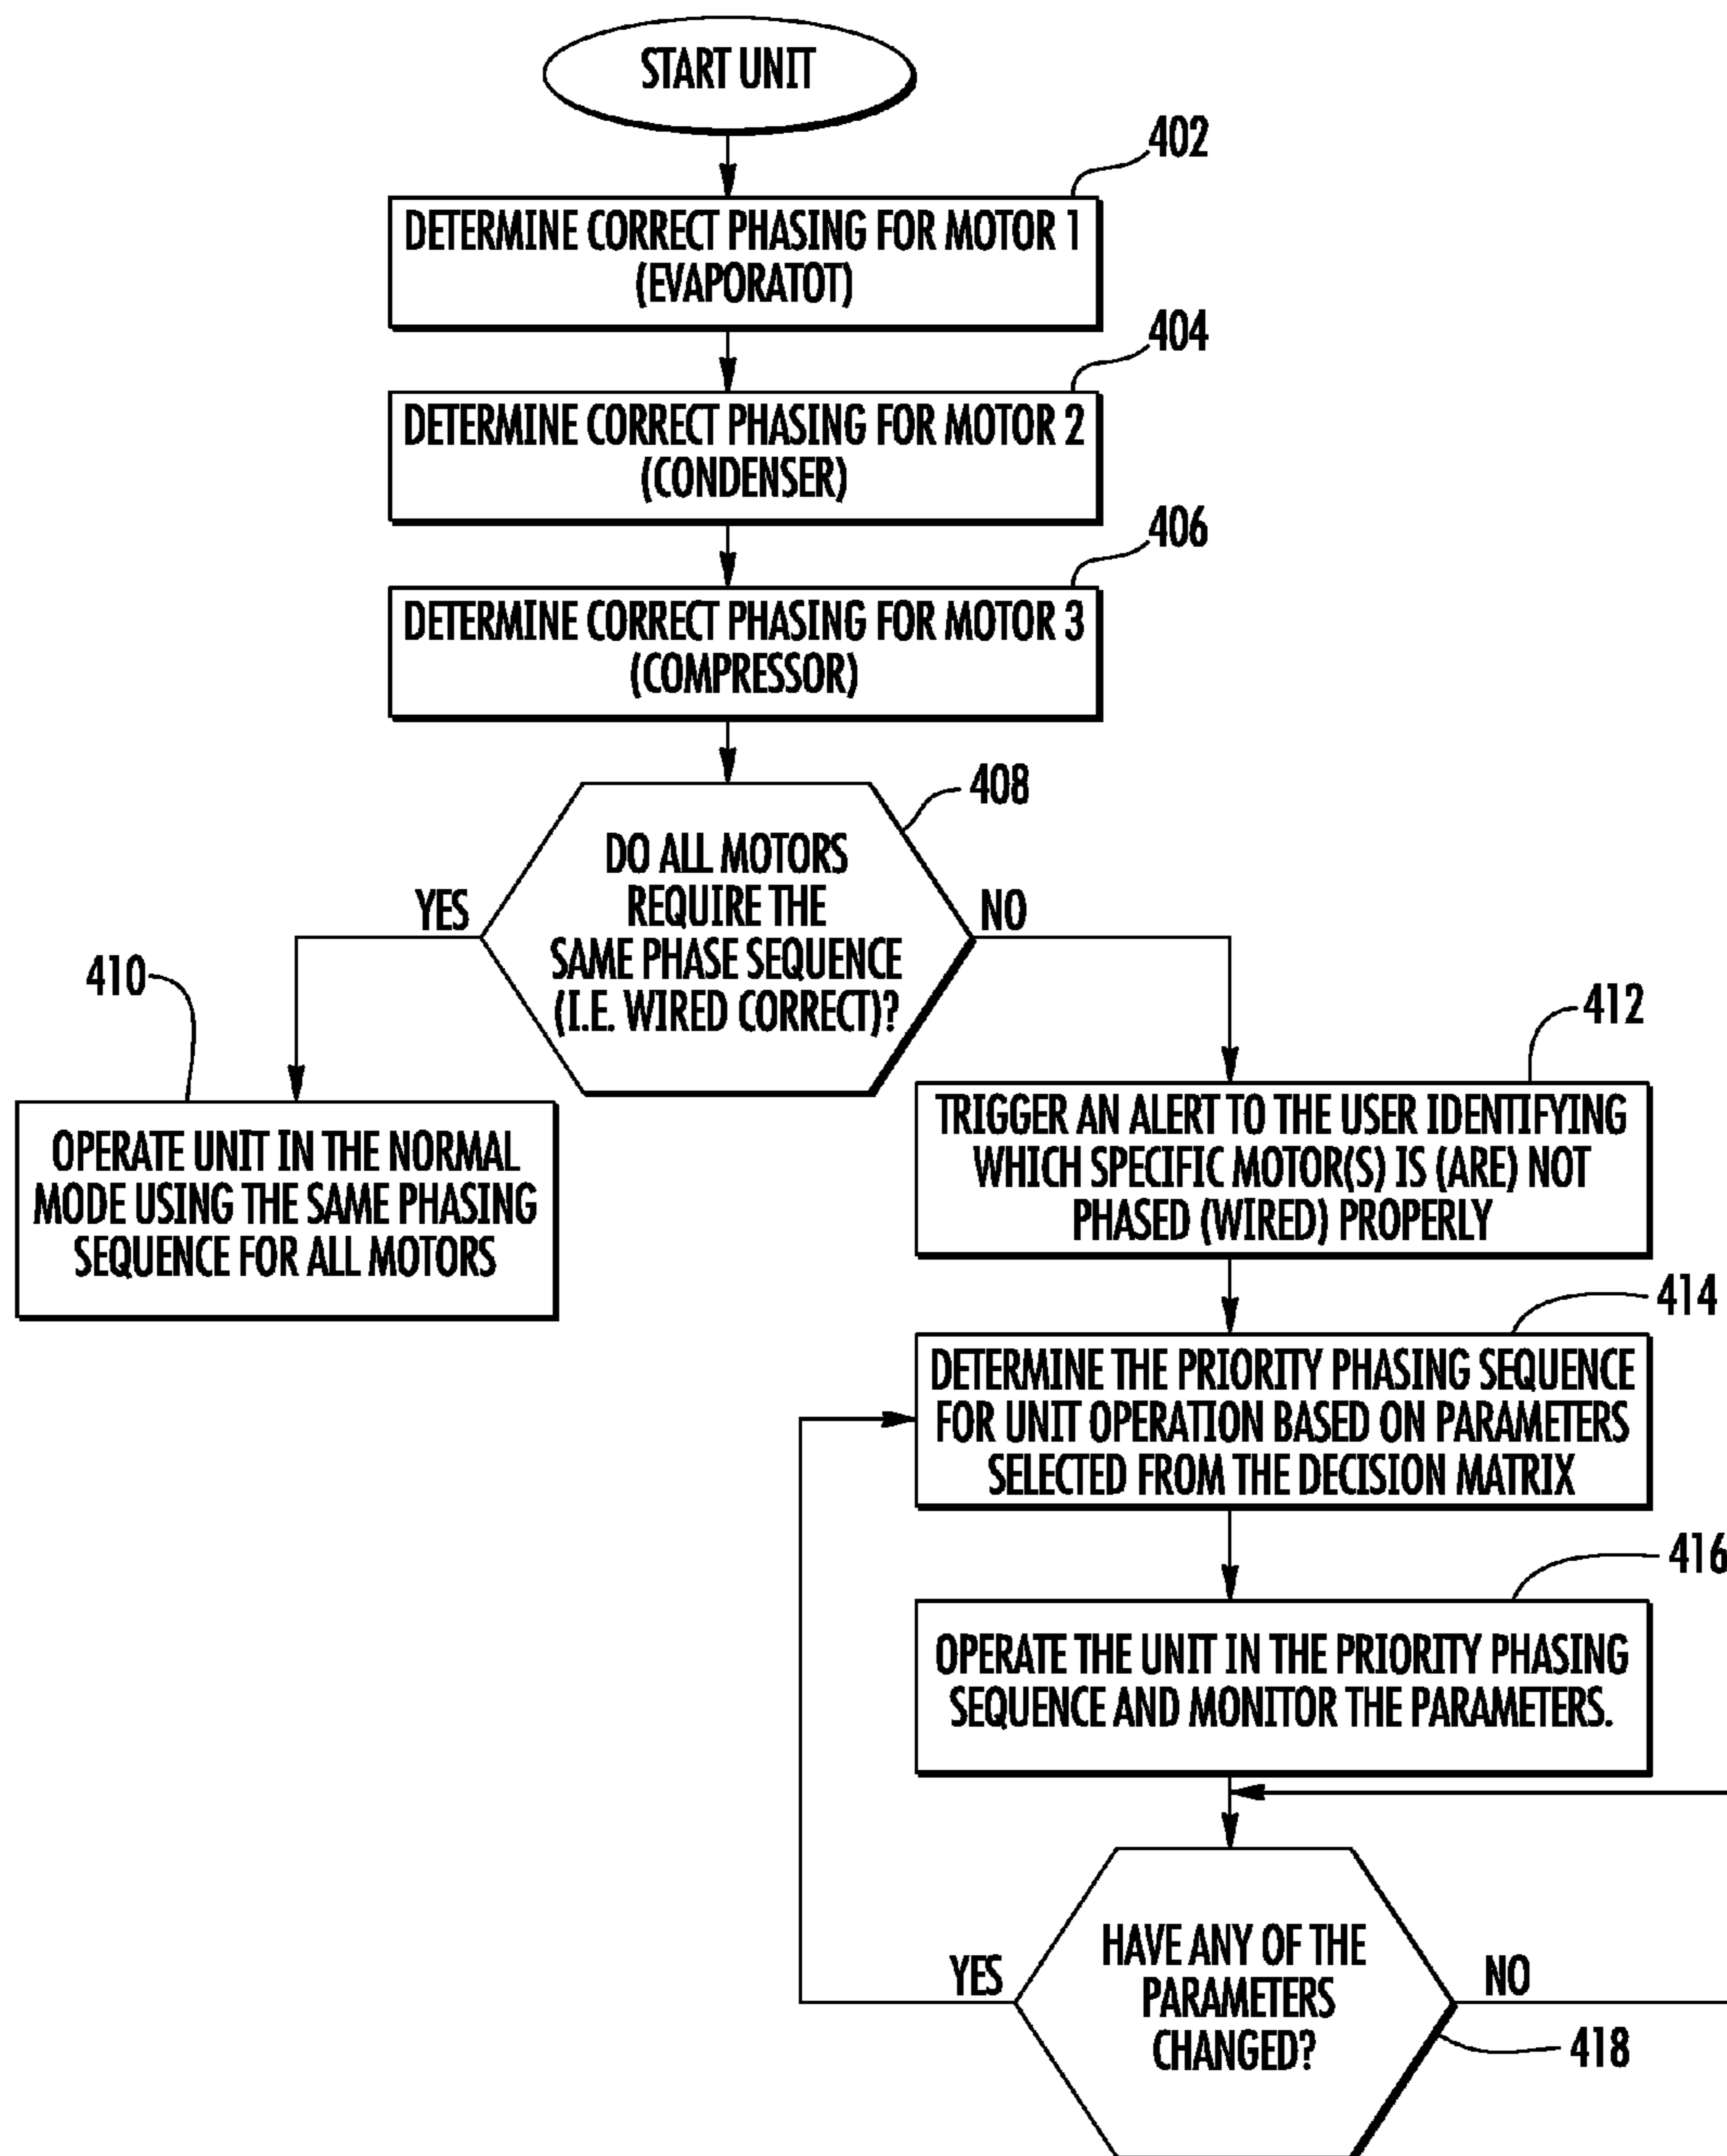 START UNIT
402
DETERMINE CORRECT PHASING FOR MOTOR 1
(EVAPORATOT)
404
DETERMINE CORRECT PHASING FOR MOTOR 2
(CONDENSER)
406
DETERMINE CORRECT PHASING FOR MOTOR 3
(COMPRESSOR)
408
DO ALL MOTORS
REQUIRE THE
SAME PHASE SEQUENCE
(I.E. WIRED CORRECT)?
YES
NO
410
OPERATE UNIT IN THE NORMAL
MODE USING THE SAME PHASING
SEQUENCE FOR ALL MOTORS
412
TRIGGER AN ALERT TO THE USER IDENTIFYING
WHICH SPECIFIC MOTOR(S) IS (ARE) NOT
PHASED (WIRED) PROPERLY
414
DETERMINE THE PRIORITY PHASING SEQUENCE
FOR UNIT OPERATION BASED ON PARAMETERS
SELECTED FROM THE DECISION MATRIX
416
OPERATE THE UNIT IN THE PRIORITY PHASING
SEQUENCE AND MONITOR THE PARAMETERS.
HAVE ANY OF THE
PARAMETERS
CHANGED?
YES
NO
418